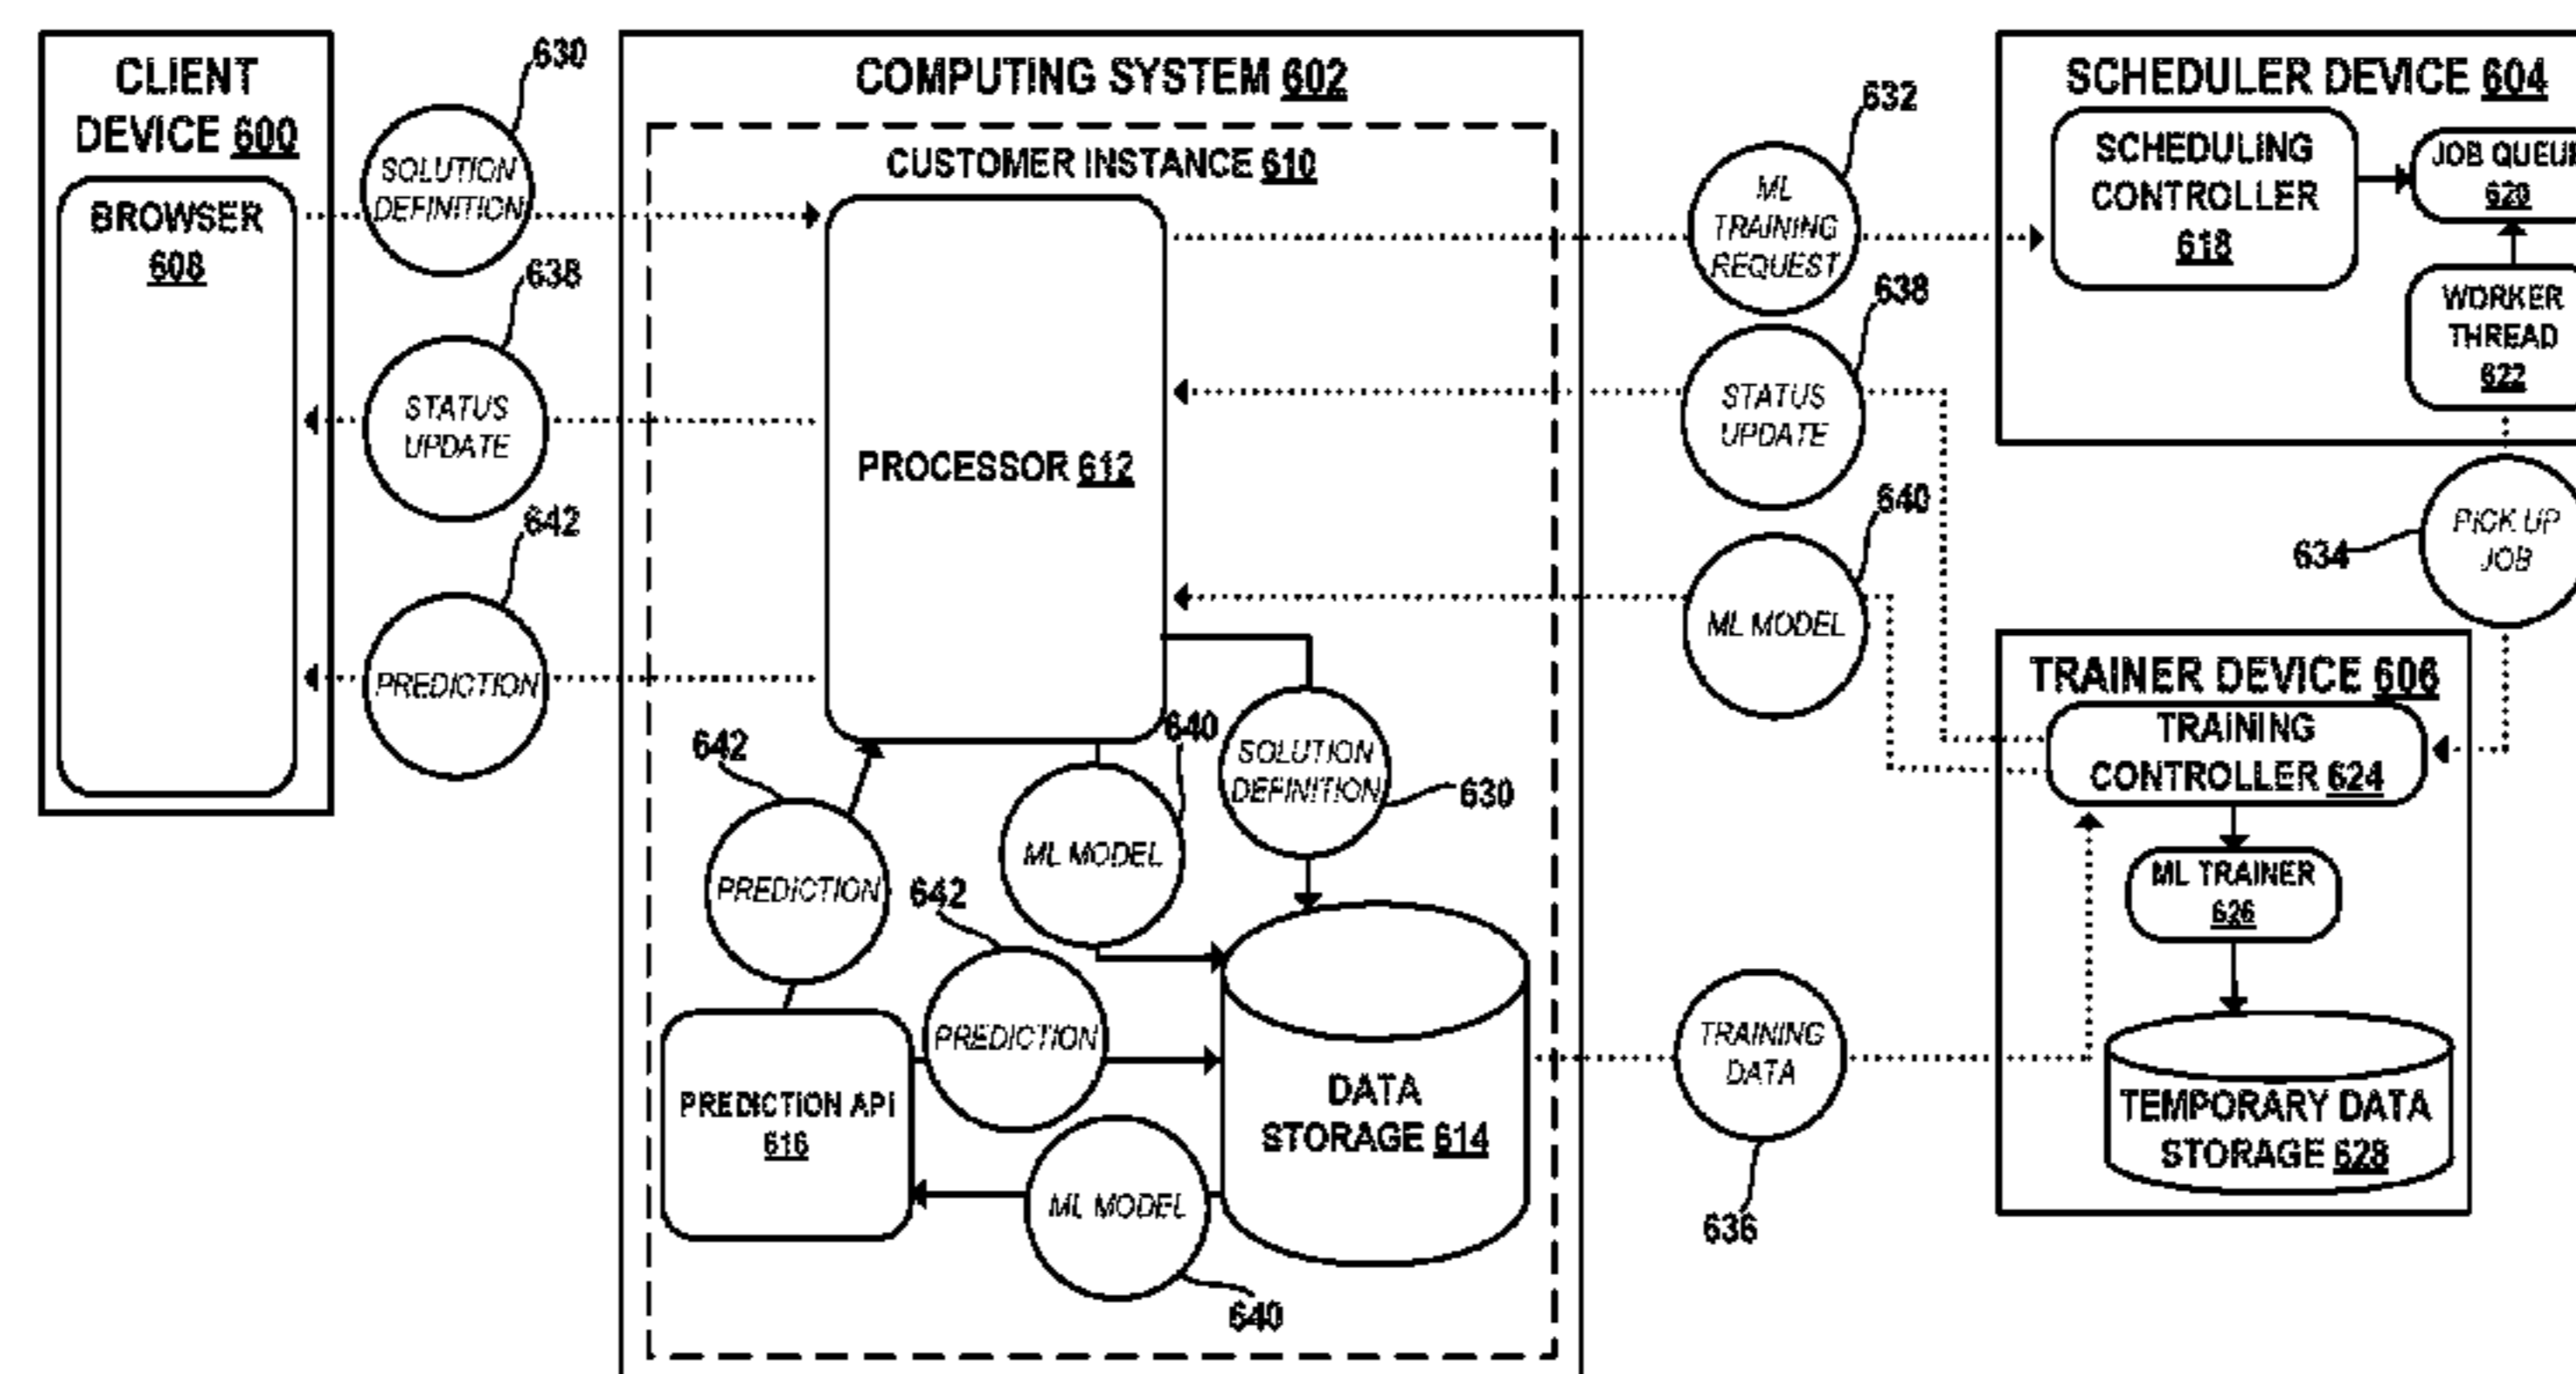 CLIENT
DEVICE 600
BROWSER
608
630
SOLUTION
DEFINITION
638
STATUS
UPDATE
642
PREDICTION
COMPUTING SYSTEM 602
CUSTOMER INSTANCE 610
PROCESSOR 612
642
PREDICTION
640
ML MODEL
SOLUTION
DEFINITION
630
642
PREDICTION
PREDICTION API
616
ML MODEL
640
DATA
STORAGE 614
632
ML
TRAINING
REQUEST
638
STATUS
UPDATE
640
ML MODEL
TRAINING
DATA
636
SCHEDULER DEVICE 604
SCHEDULING
CONTROLLER
618
JOB
620
WORKER
THREAD
622
634
PICK UP
JOB
TRAINER DEVICE 606
TRAINING
CONTROLLER 624
ML TRAINER
626
TEMPORARY DATA
STORAGE 628